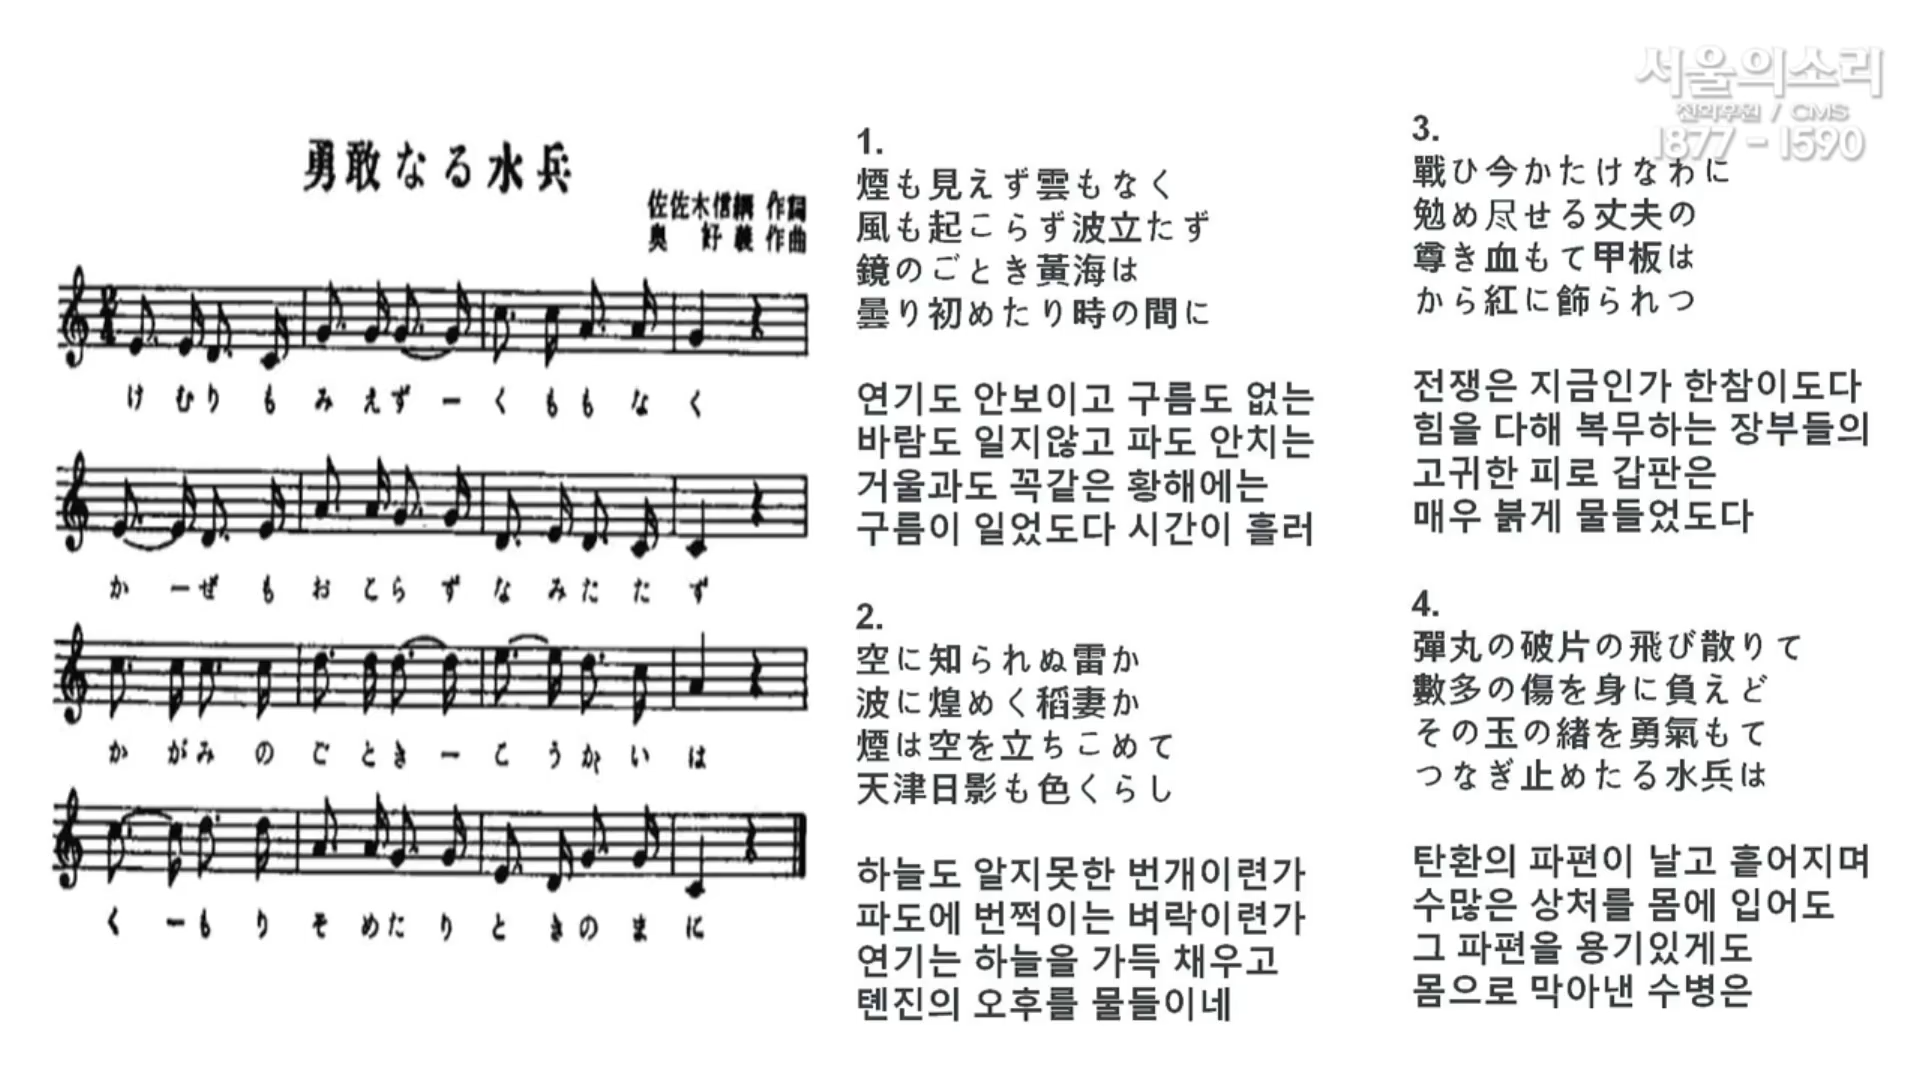 勇敢なる水兵
佐佐木信綱 作詞
奥 好義 作曲
けむりもみえずーくももなく
かーぜもおこらずなみたたず
かがみのごときーこうかいは
くーもりそめたりときのまに
1.
煙も見えず雲もなく
風も起こらず波立たず
鏡のごとき黃海は
曇り初めたり時の間に
연기도 안보이고 구름도 없는
바람도 일지않고 파도 안치는
거울과도 꼭같은 황해에는
구름이 일었도다 시간이 흘러
2.
空に知られぬ雷か
波に煌めく稻妻か
煙は空を立ちこめて
天津日影も色くらし
하늘도 알지못한 번개이련가
파도에 번쩍이는 벼락이련가
연기는 하늘을 가득 채우고
톈진의 오후를 물들이네
서울의소리
전화후원 / CMS
1877 - 1590
3.
戰ひ今かたけなわに
勉め尽せる丈夫の
尊き血もて甲板は
から紅に飾られつ
전쟁은 지금인가 한참이도다
힘을 다해 복무하는 장부들의
고귀한 피로 갑판은
매우 붉게 물들었도다
4.
彈丸の破片の飛び散りて
數多の傷を身に負えど
その玉の緒を勇氣もて
つなぎ止めたる水兵は
탄환의 파편이 날고 흩어지며
수많은 상처를 몸에 입어도
그 파편을 용기있게도
몸으로 막아낸 수병은